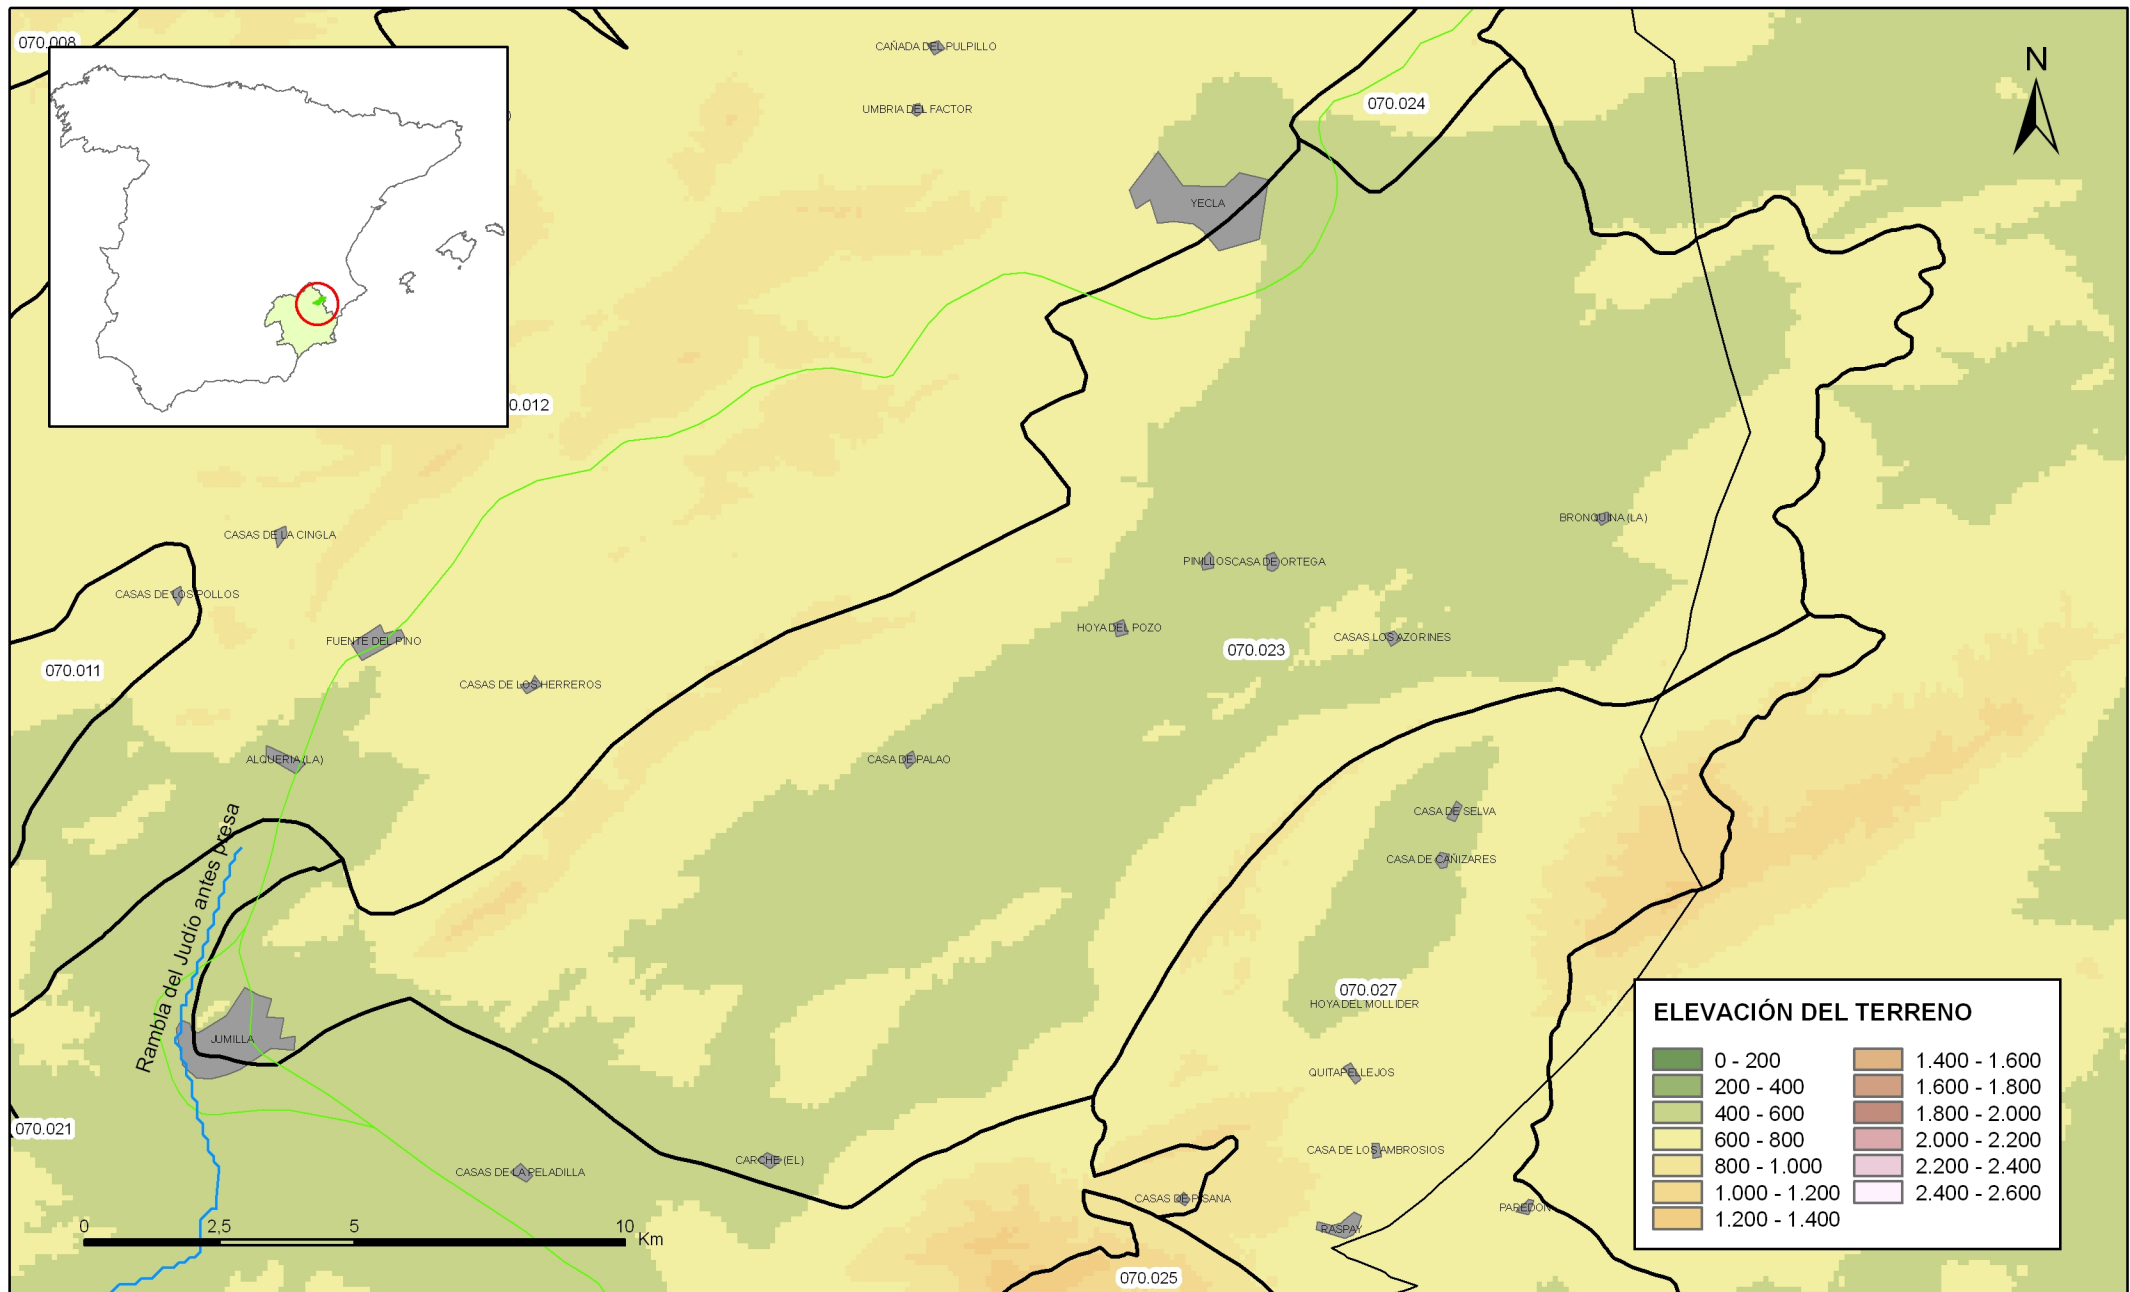 070.008
CAÑADA DEL PULPILLO
N
070.024
UMBRIA DEL FACTOR
YECLA
0.012
BRONQUINA (LA)
CASAS DE LA CINGLA
PINILLOS
CASA DE ORTEGA
CASAS DE LOS POLLOS
HOYA DEL POZO
FUENTE DEL PINO
CASAS LOS AZORINES
070.023
070.011
CASAS DE LOS HERREROS
ALQUERIA (LA)
CASA DE PALAO
CASA DE SELVA
CASA DE CAÑIZARES
Rambla del Judío antes presa
070.027
HOYA DEL MOLLIDER
JUMILLA
QUITAPELLEJOS
070.021
CASA DE LOS AMBROSIOS
CARCHE (EL)
CASAS DE LA PELADILLA
CASAS DE PISANA
PAREDON
RASPAY
070.025
0 2,5 5 10 Km
ELEVACIÓN DEL TERRENO
0 - 200
200 - 400
400 - 600
600 - 800
800 - 1.000
1.000 - 1.200
1.200 - 1.400
1.400 - 1.600
1.600 - 1.800
1.800 - 2.000
2.000 - 2.200
2.200 - 2.400
2.400 - 2.600